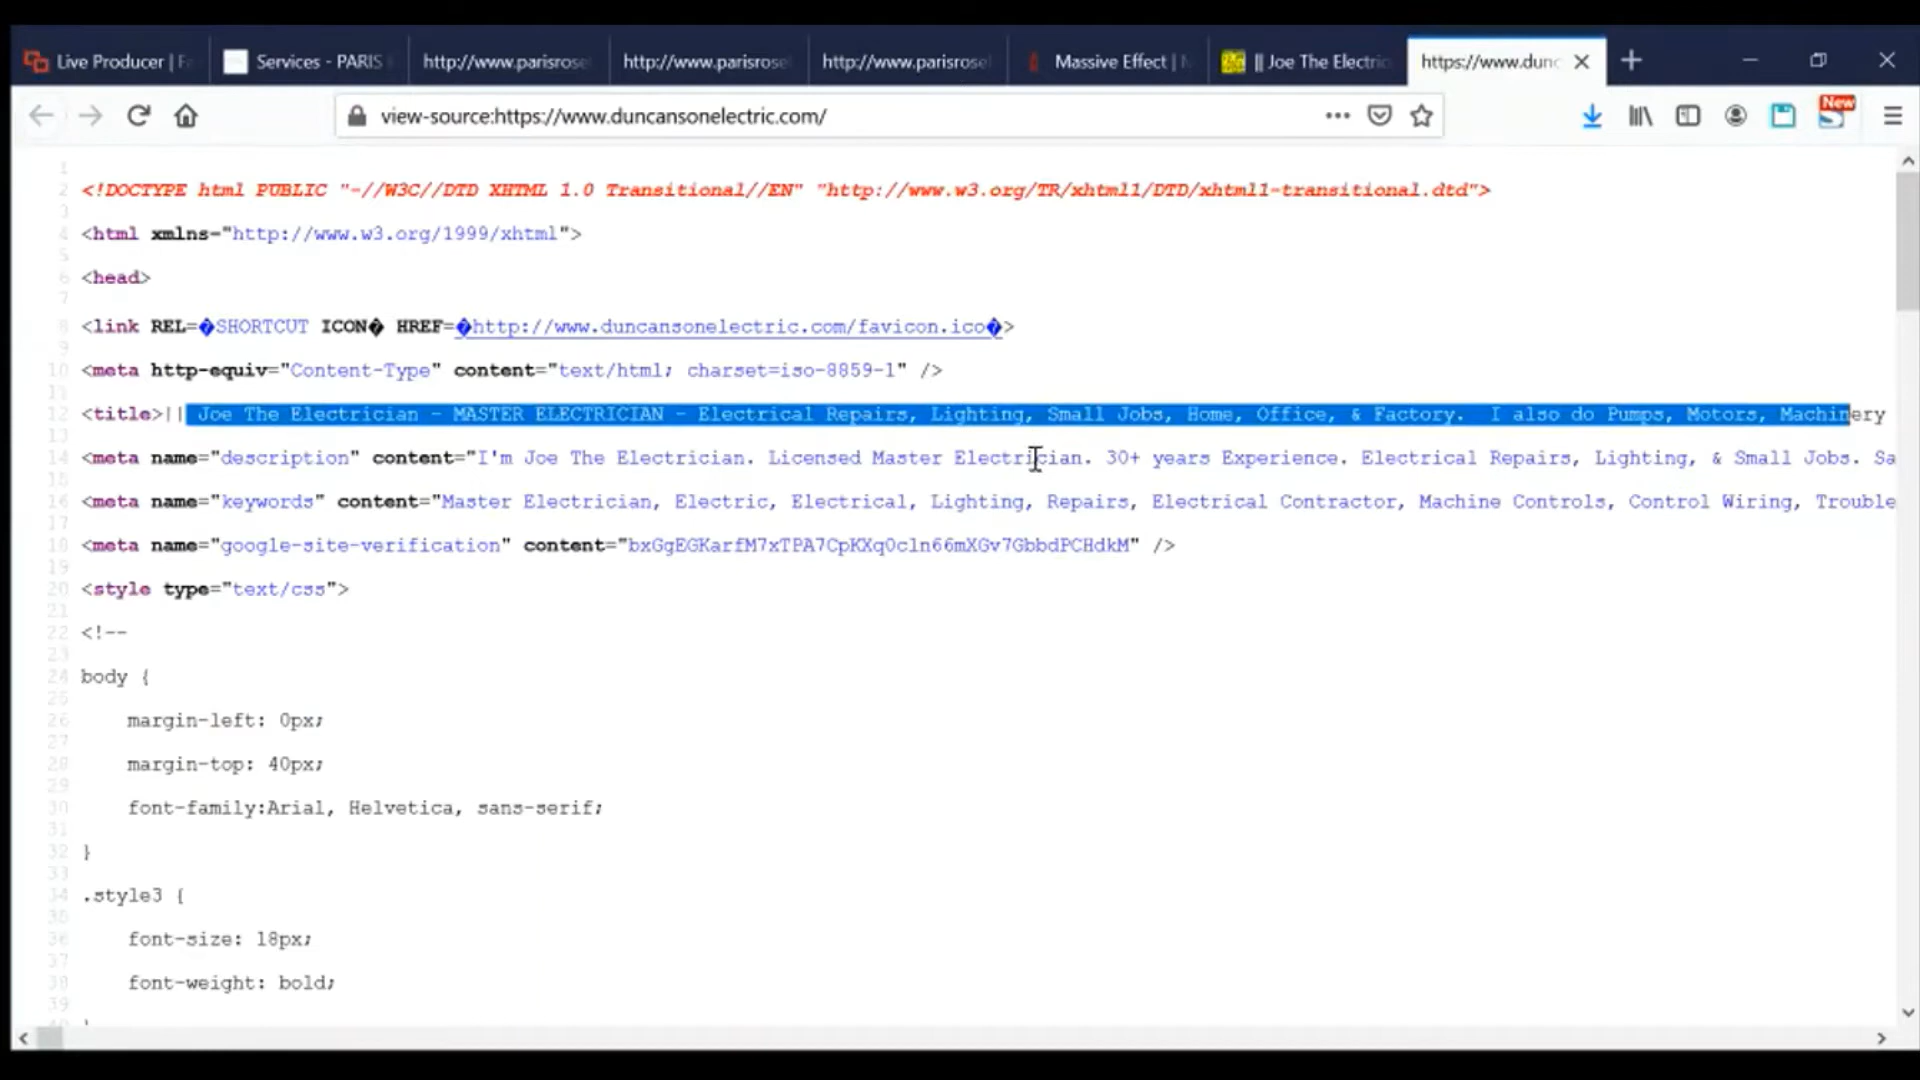 Live Producer | F
Services - PARIS
http://www.parisrose
http://www.parisrose
http://www.parisrose
Massive Effect |
|| Joe The Electric
https://www.dunc
view-source:https://www.duncansonelectric.com/
New
1
2 <!DOCTYPE html PUBLIC "-//W3C//DTD XHTML 1.0 Transitional//EN" "http://www.w3.org/TR/xhtml1/DTD/xhtml1-transitional.dtd">
3
4 <html xmlns="http://www.w3.org/1999/xhtml">
5
6 <head>
7
8 <link REL=�SHORTCUT ICON� HREF=�http://www.duncansonelectric.com/favicon.ico�>
9
10 <meta http-equiv="Content-Type" content="text/html; charset=iso-8859-1" />
11
12 <title>|| Joe The Electrician - MASTER ELECTRICIAN - Electrical Repairs, Lighting, Small Jobs, Home, Office, & Factory.  I also do Pumps, Motors, Machinery
13
14 <meta name="description" content="I'm Joe The Electrician. Licensed Master Electrician. 30+ years Experience. Electrical Repairs, Lighting, & Small Jobs. Sa
15
16 <meta name="keywords" content="Master Electrician, Electric, Electrical, Lighting, Repairs, Electrical Contractor, Machine Controls, Control Wiring, Trouble
17
18 <meta name="google-site-verification" content="bxGgEGKarfM7xTPA7CpKXq0cln66mXGv7GbbdPCHdkM" />
19
20 <style type="text/css">
21
22 <!--
23
24 body {
25
26 margin-left: 0px;
27
28 margin-top: 40px;
29
30 font-family:Arial, Helvetica, sans-serif;
31
32 }
33
34 .style3 {
35
36 font-size: 18px;
37
38 font-weight: bold;
39